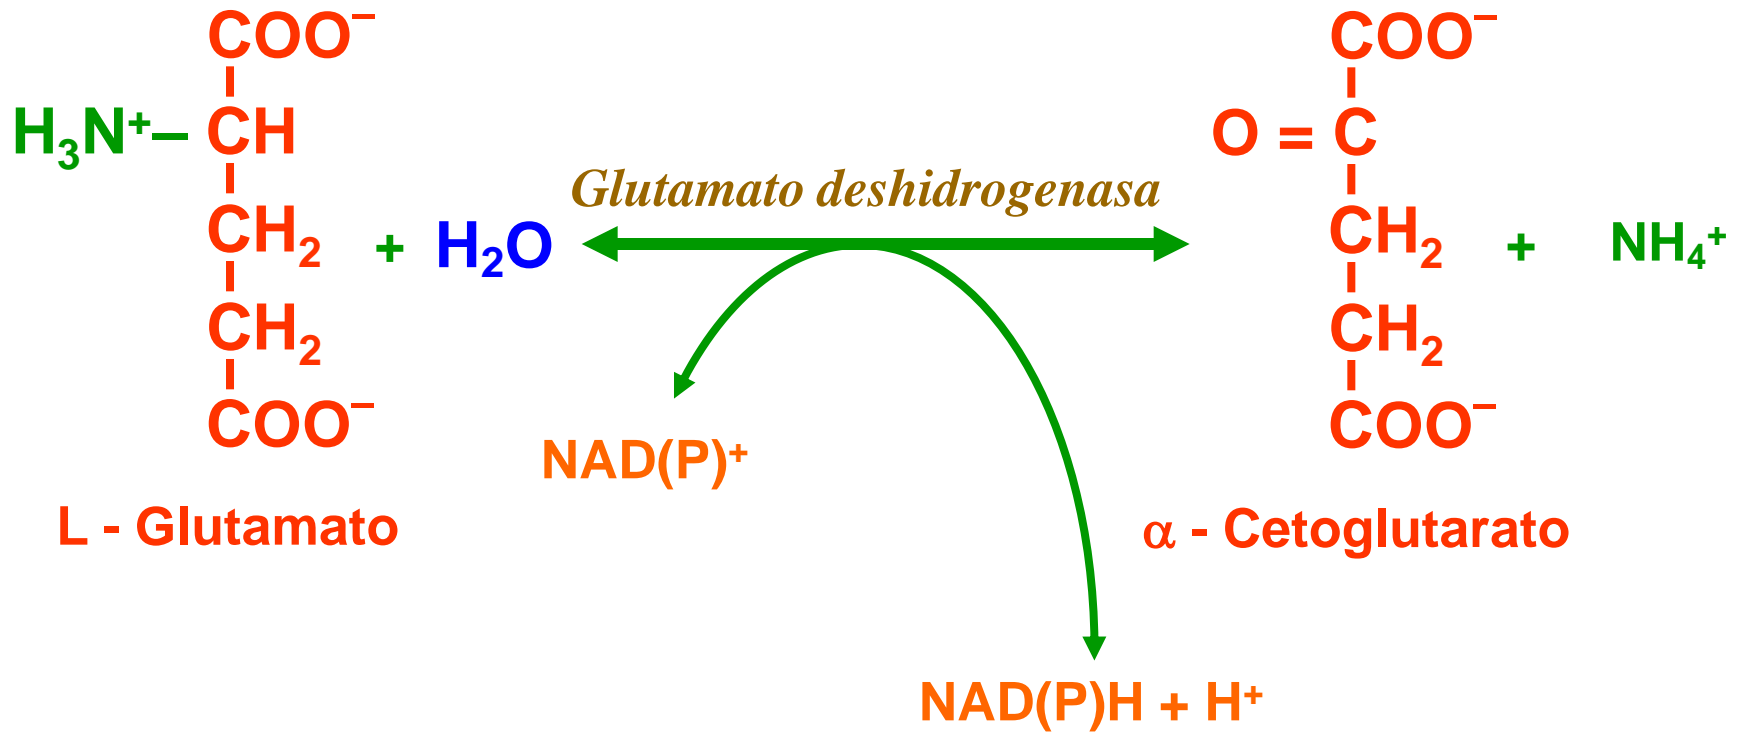 COO⁻
H₃N⁺– CH
CH₂
CH₂
COO⁻
L - Glutamato
+ H₂O
Glutamato deshidrogenasa
NAD(P)⁺
NAD(P)H + H⁺
COO⁻
O = C
CH₂
CH₂
COO⁻
α - Cetoglutarato
+ NH₄⁺